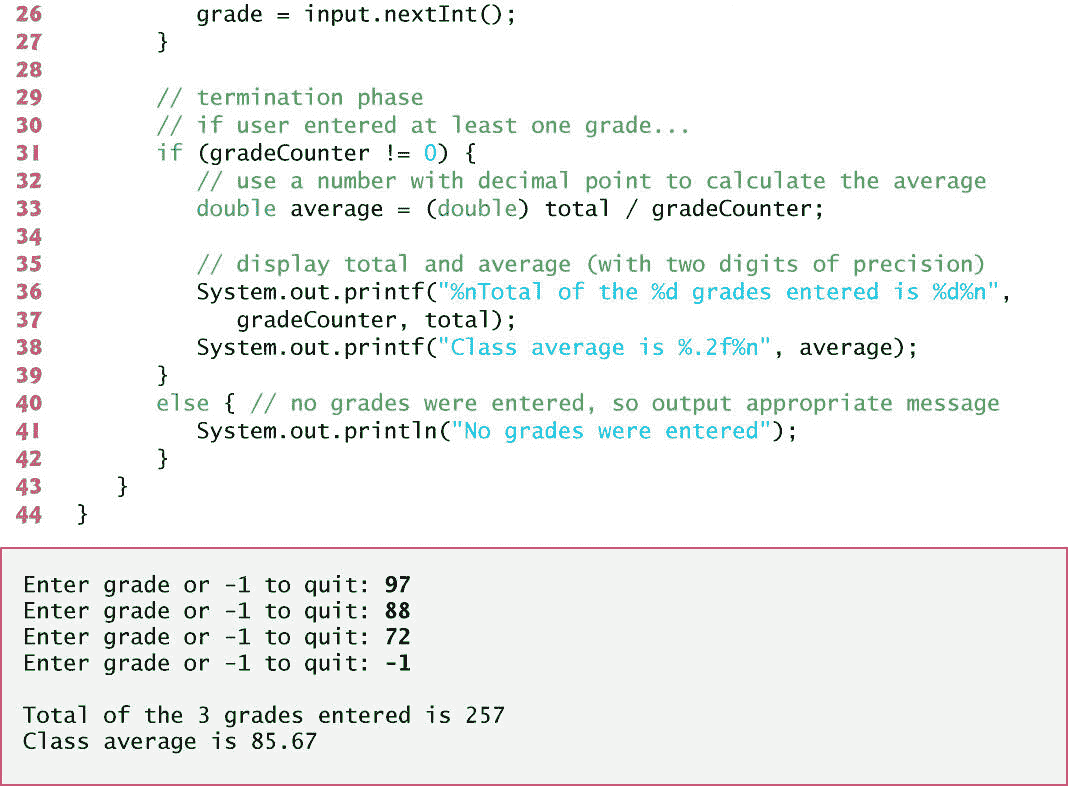 26 grade = input.nextInt();
27 }
28
29 // termination phase
30 // if user entered at least one grade...
31 if (gradeCounter != 0) {
32 // use a number with decimal point to calculate the average
33 double average = (double) total / gradeCounter;
34
35 // display total and average (with two digits of precision)
36 System.out.printf("%nTotal of the %d grades entered is %d%n",
37 gradeCounter, total);
38 System.out.printf("Class average is %.2f%n", average);
39 }
40 else { // no grades were entered, so output appropriate message
41 System.out.println("No grades were entered");
42 }
43 }
44 }
Enter grade or -1 to quit: 97
Enter grade or -1 to quit: 88
Enter grade or -1 to quit: 72
Enter grade or -1 to quit: -1
Total of the 3 grades entered is 257
Class average is 85.67